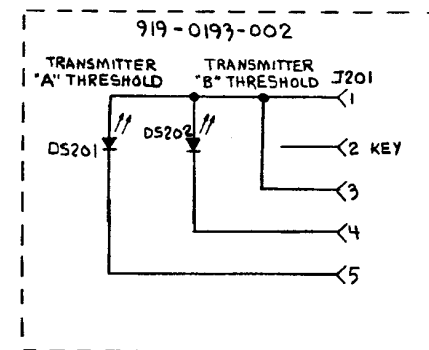 919-0193-002
TRANSMITTER
"A" THRESHOLD
TRANSMITTER
"B" THRESHOLD
J201
1
DS201
DS202
2 KEY
3
4
5